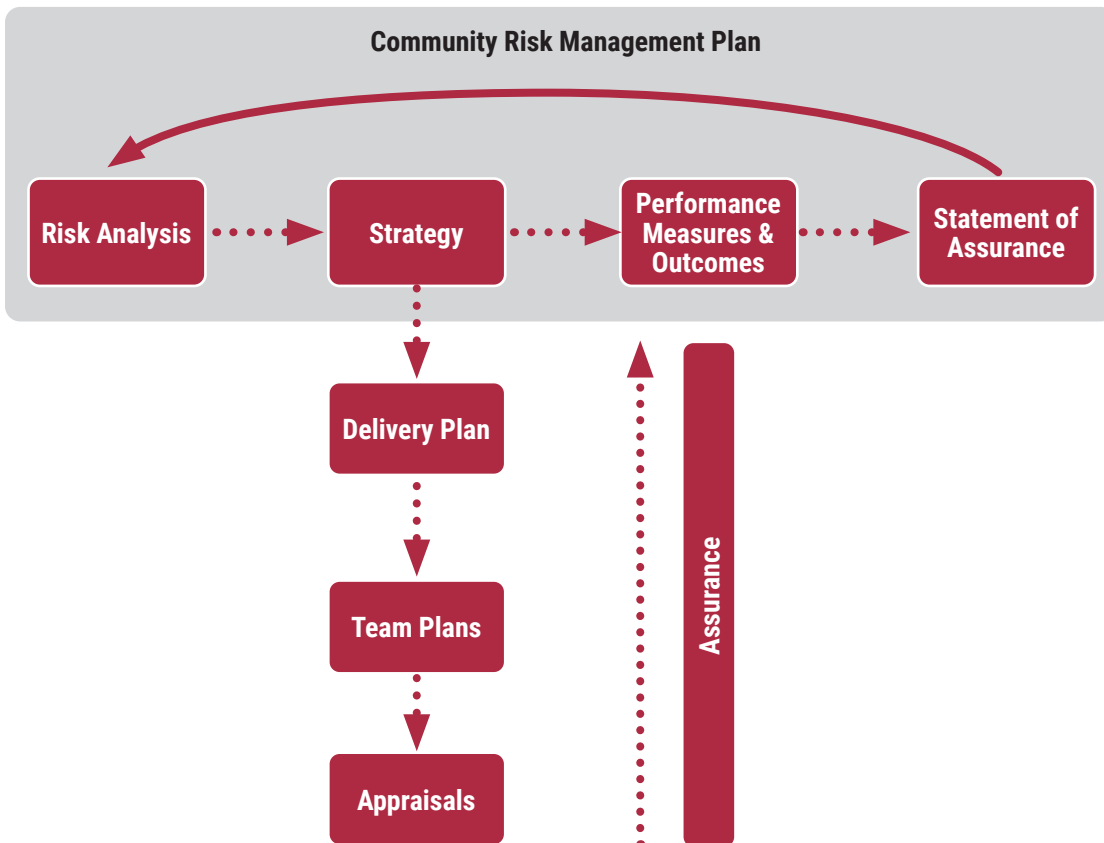 Community Risk Management Plan
Risk Analysis
Strategy
Performance
Measures &
Outcomes
Statement of
Assurance
Delivery Plan
Team Plans
Appraisals
Assurance